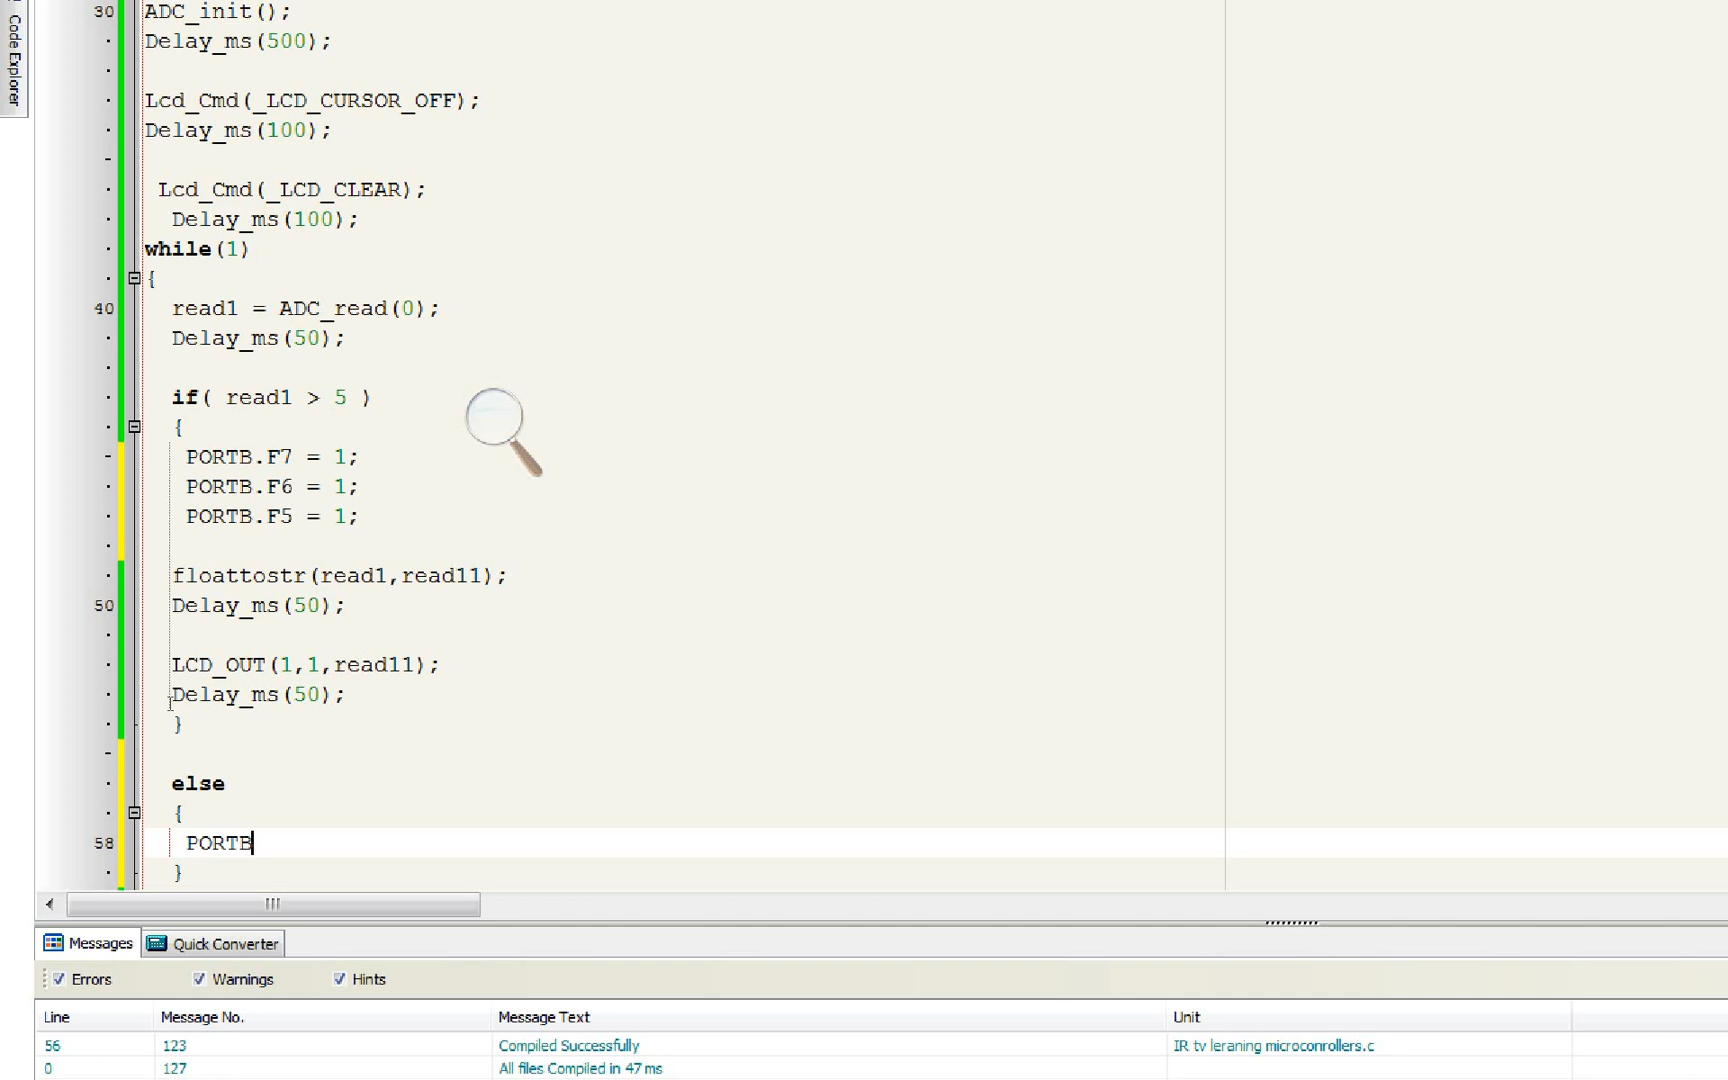 Code Explorer
30 ADC_init();
Delay_ms(500);
Lcd_Cmd(_LCD_CURSOR_OFF);
Delay_ms(100);
Lcd_Cmd(_LCD_CLEAR);
Delay_ms(100);
while(1)
{
40 read1 = ADC_read(0);
Delay_ms(50);
if( read1 > 5 )
{
PORTB.F7 = 1;
PORTB.F6 = 1;
PORTB.F5 = 1;
floattostr(read1,read11);
50 Delay_ms(50);
LCD_OUT(1,1,read11);
Delay_ms(50);
}
else
{
58 PORTB
}
Messages Quick Converter
Errors Warnings Hints
Line Message No. Message Text Unit
56 123 Compiled Successfully IR tv leraning microconrollers.c
0 127 All files Compiled in 47 ms